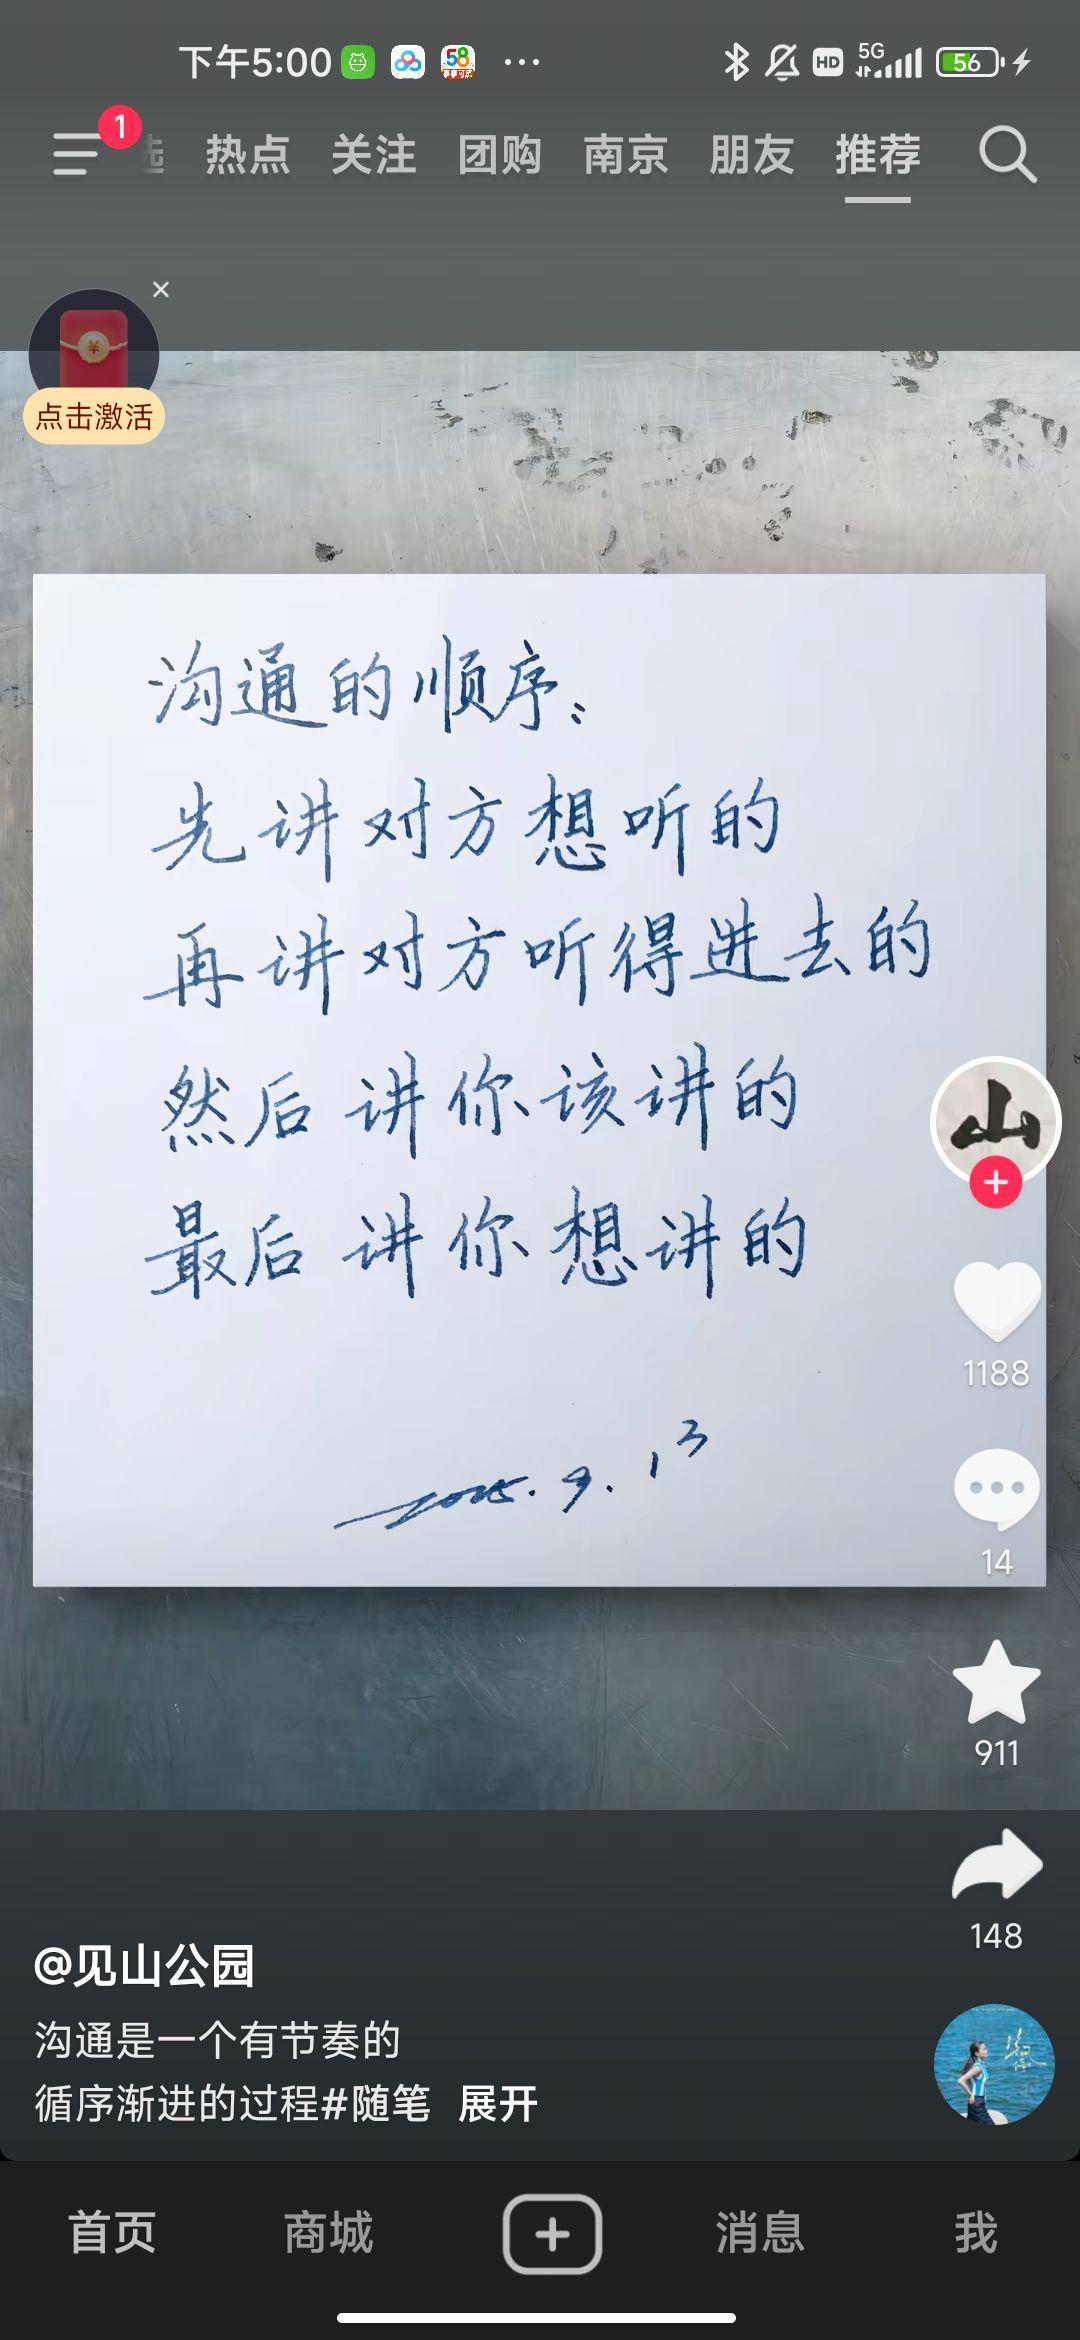 下午5:00
58
HD
5G
56
1
热点 关注 团购 南京 朋友 推荐
点击激活
沟通的顺序：
先讲对方想听的
再讲对方听得进去的
然后讲你该讲的
最后讲你想讲的
2025.9.13
山
1188
14
911
148
@见山公园
沟通是一个有节奏的
循序渐进的过程#随笔 展开
首页 商城 消息 我